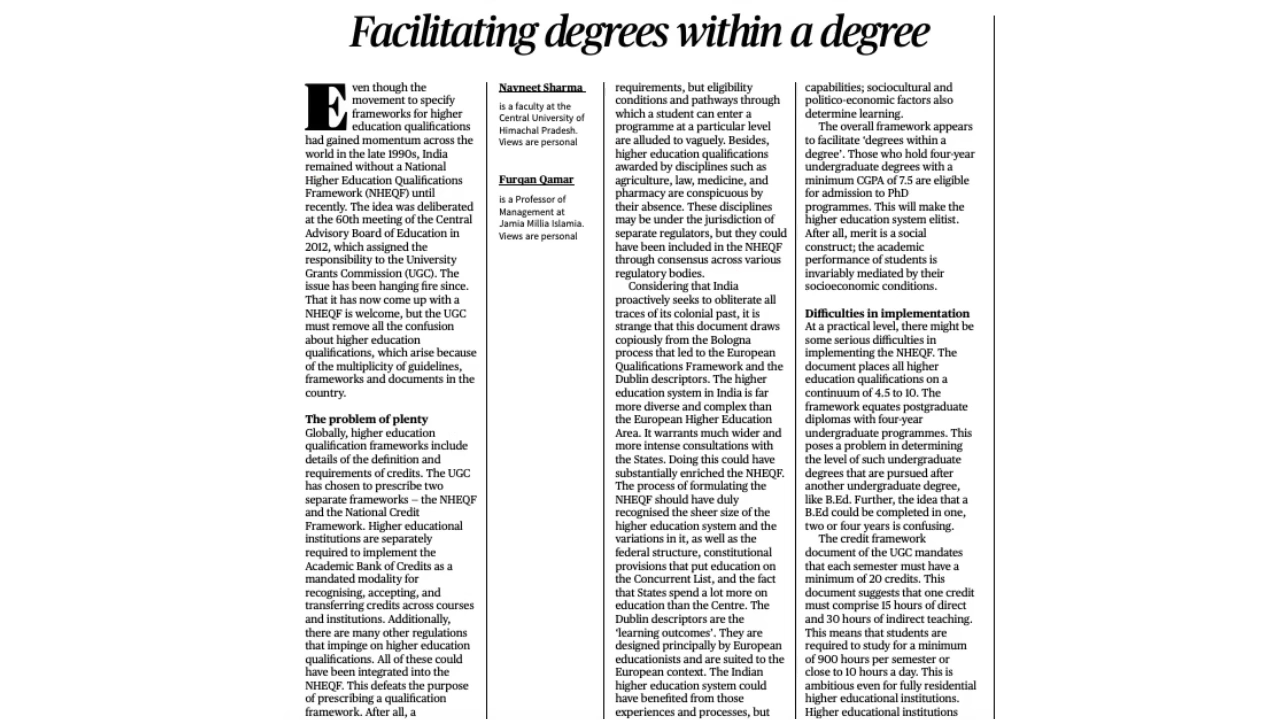 Facilitating degrees within a degree
Even though the
movement to specify
frameworks for higher
education qualifications
had gained momentum across the
world in the late 1990s, India
remained without a National
Higher Education Qualifications
Framework (NHEQF) until
recently. The idea was deliberated
at the 60th meeting of the Central
Advisory Board of Education in
2012, which assigned the
responsibility to the University
Grants Commission (UGC). The
issue has been hanging fire since.
That it has now come up with a
NHEQF is welcome, but the UGC
must remove all the confusion
about higher education
qualifications, which arise because
of the multiplicity of guidelines,
frameworks and documents in the
country.
The problem of plenty
Globally, higher education
qualification frameworks include
details of the definition and
requirements of credits. The UGC
has chosen to prescribe two
separate frameworks – the NHEQF
and the National Credit
Framework. Higher educational
institutions are separately
required to implement the
Academic Bank of Credits as a
mandated modality for
recognising, accepting, and
transferring credits across courses
and institutions. Additionally,
there are many other regulations
that impinge on higher education
qualifications. All of these could
have been integrated into the
NHEQF. This defeats the purpose
of prescribing a qualification
framework. After all, a
Navneet Sharma
is a faculty at the
Central University of
Himachal Pradesh.
Views are personal
Furqan Qamar
is a Professor of
Management at
Jamia Millia Islamia.
Views are personal
requirements, but eligibility
conditions and pathways through
which a student can enter a
programme at a particular level
are alluded to vaguely. Besides,
higher education qualifications
awarded by disciplines such as
agriculture, law, medicine, and
pharmacy are conspicuous by
their absence. These disciplines
may be under the jurisdiction of
separate regulators, but they could
have been included in the NHEQF
through consensus across various
regulatory bodies.
Considering that India
proactively seeks to obliterate all
traces of its colonial past, it is
strange that this document draws
copiously from the Bologna
process that led to the European
Qualifications Framework and the
Dublin descriptors. The higher
education system in India is far
more diverse and complex than
the European Higher Education
Area. It warrants much wider and
more intense consultations with
the States. Doing this could have
substantially enriched the NHEQF.
The process of formulating the
NHEQF should have duly
recognised the sheer size of the
higher education system and the
variations in it, as well as the
federal structure, constitutional
provisions that put education on
the Concurrent List, and the fact
that States spend a lot more on
education than the Centre. The
Dublin descriptors are the
‘learning outcomes’. They are
designed principally by European
educationists and are suited to the
European context. The Indian
higher education system could
have benefited from those
experiences and processes, but
capabilities; sociocultural and
politico-economic factors also
determine learning.
The overall framework appears
to facilitate ‘degrees within a
degree’. Those who hold four-year
undergraduate degrees with a
minimum CGPA of 7.5 are eligible
for admission to PhD
programmes. This will make the
higher education system elitist.
After all, merit is a social
construct; the academic
performance of students is
invariably mediated by their
socioeconomic conditions.
Difficulties in implementation
At a practical level, there might be
some serious difficulties in
implementing the NHEQF. The
document places all higher
education qualifications on a
continuum of 4.5 to 10. The
framework equates postgraduate
diplomas with four-year
undergraduate programmes. This
poses a problem in determining
the level of such undergraduate
degrees that are pursued after
another undergraduate degree,
like B.Ed. Further, the idea that a
B.Ed could be completed in one,
two or four years is confusing.
The credit framework
document of the UGC mandates
that each semester must have a
minimum of 20 credits. This
document suggests that one credit
must comprise 15 hours of direct
and 30 hours of indirect teaching.
This means that students are
required to study for a minimum
of 900 hours per semester or
close to 10 hours a day. This is
ambitious even for fully residential
higher educational institutions.
Higher educational institutions